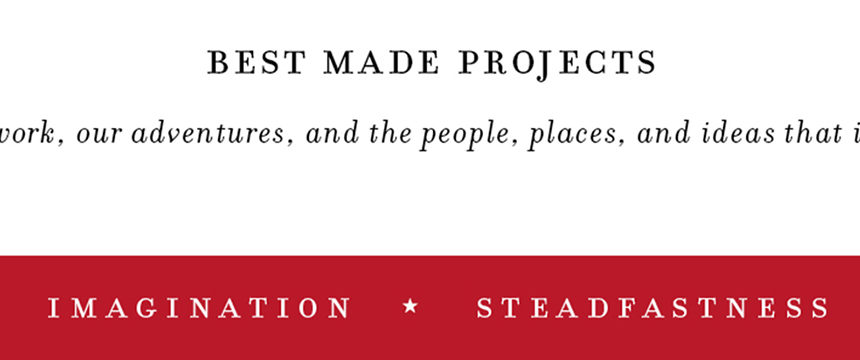 BEST MADE PROJECTS
work, our adventures, and the people, places, and ideas that i
IMAGINATION ★ STEADFASTNESS